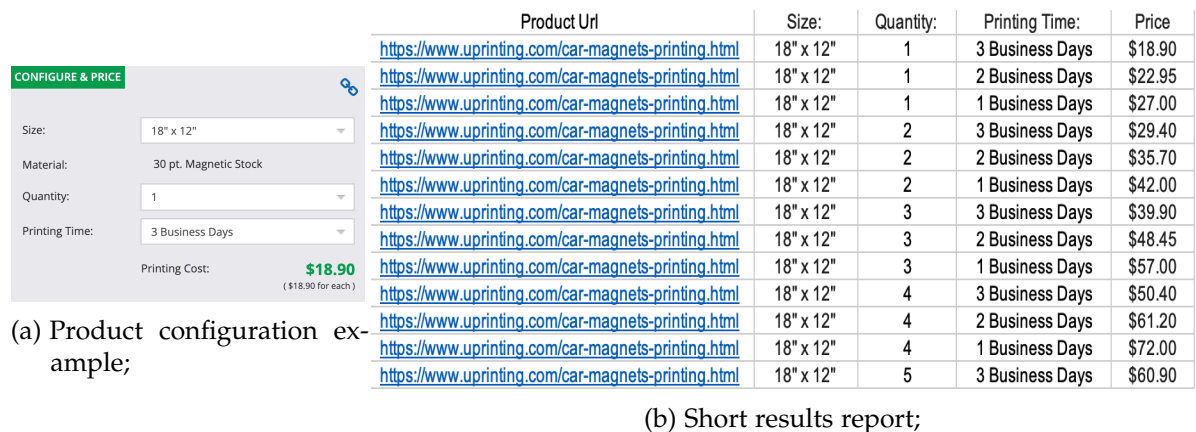 CONFIGURE & PRICE
Size:
18" x 12"
Material:
30 pt. Magnetic Stock
Quantity:
1
Printing Time:
3 Business Days
Printing Cost:
$18.90
( $18.90 for each )
(a) Product configuration ex-
ample;
Product Url Size: Quantity: Printing Time: Price
https://www.uprinting.com/car-magnets-printing.html 18" x 12" 1 3 Business Days $18.90
https://www.uprinting.com/car-magnets-printing.html 18" x 12" 1 2 Business Days $22.95
https://www.uprinting.com/car-magnets-printing.html 18" x 12" 1 1 Business Days $27.00
https://www.uprinting.com/car-magnets-printing.html 18" x 12" 2 3 Business Days $29.40
https://www.uprinting.com/car-magnets-printing.html 18" x 12" 2 2 Business Days $35.70
https://www.uprinting.com/car-magnets-printing.html 18" x 12" 2 1 Business Days $42.00
https://www.uprinting.com/car-magnets-printing.html 18" x 12" 3 3 Business Days $39.90
https://www.uprinting.com/car-magnets-printing.html 18" x 12" 3 2 Business Days $48.45
https://www.uprinting.com/car-magnets-printing.html 18" x 12" 3 1 Business Days $57.00
https://www.uprinting.com/car-magnets-printing.html 18" x 12" 4 3 Business Days $50.40
https://www.uprinting.com/car-magnets-printing.html 18" x 12" 4 2 Business Days $61.20
https://www.uprinting.com/car-magnets-printing.html 18" x 12" 4 1 Business Days $72.00
https://www.uprinting.com/car-magnets-printing.html 18" x 12" 5 3 Business Days $60.90
(b) Short results report;